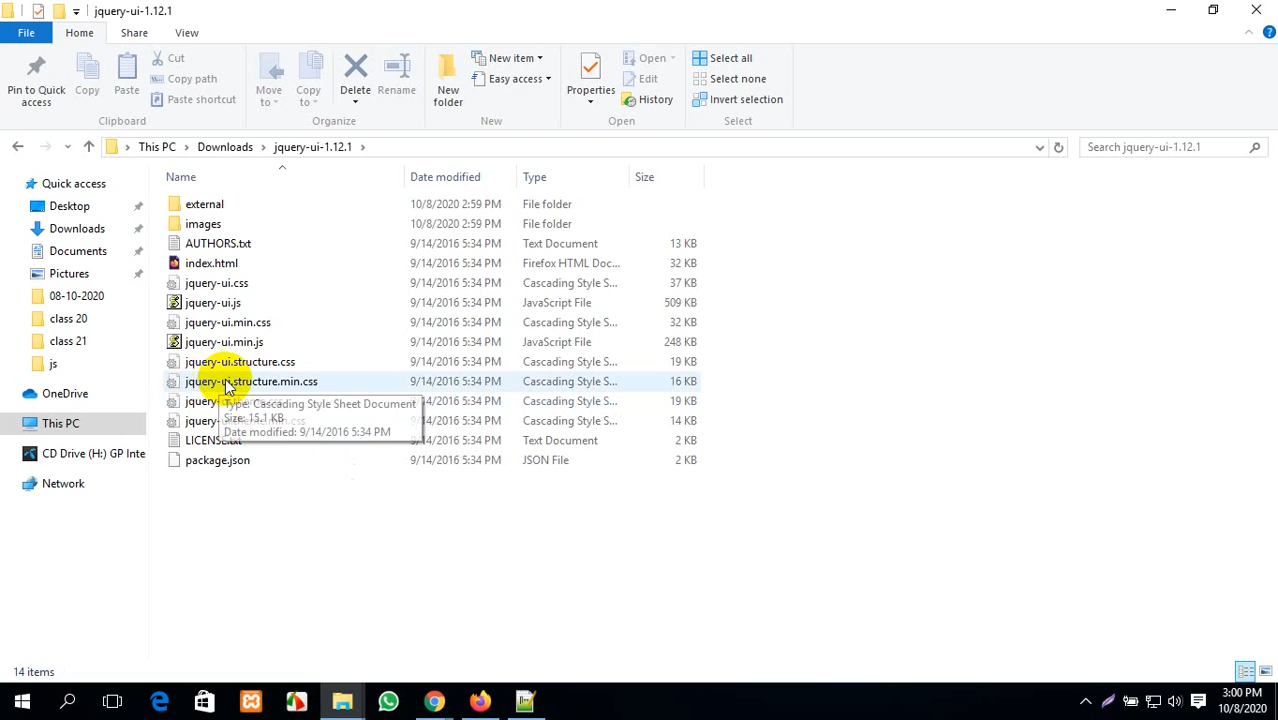 jquery-ui-1.12.1
File Home Share View
Pin to Quick access
Copy
Paste
Cut
Copy path
Paste shortcut
Clipboard
Move to
Copy to
Delete
Rename
Organize
New folder
New item
Easy access
New
Properties
Open
Edit
History
Open
Select all
Select none
Invert selection
Select
This PC Downloads jquery-ui-1.12.1
Search jquery-ui-1.12.1
Quick access
Desktop
Downloads
Documents
Pictures
08-10-2020
class 20
class 21
js
OneDrive
This PC
CD Drive (H:) GP Inte
Network
Name Date modified Type Size
external 10/8/2020 2:59 PM File folder
images 10/8/2020 2:59 PM File folder
AUTHORS.txt 9/14/2016 5:34 PM Text Document 13 KB
index.html 9/14/2016 5:34 PM Firefox HTML Doc... 32 KB
jquery-ui.css 9/14/2016 5:34 PM Cascading Style S... 37 KB
jquery-ui.js 9/14/2016 5:34 PM JavaScript File 509 KB
jquery-ui.min.css 9/14/2016 5:34 PM Cascading Style S... 32 KB
jquery-ui.min.js 9/14/2016 5:34 PM JavaScript File 248 KB
jquery-ui.structure.css 9/14/2016 5:34 PM Cascading Style S... 19 KB
jquery-ui.structure.min.css 9/14/2016 5:34 PM Cascading Style S... 16 KB
9/14/2016 5:34 PM Cascading Style S... 19 KB
9/14/2016 5:34 PM Cascading Style S... 14 KB
LICENSE.txt 9/14/2016 5:34 PM Text Document 2 KB
package.json 9/14/2016 5:34 PM JSON File 2 KB
Type: Cascading Style Sheet Document
Size: 15.1 KB
Date modified: 9/14/2016 5:34 PM
14 items
3:00 PM
10/8/2020